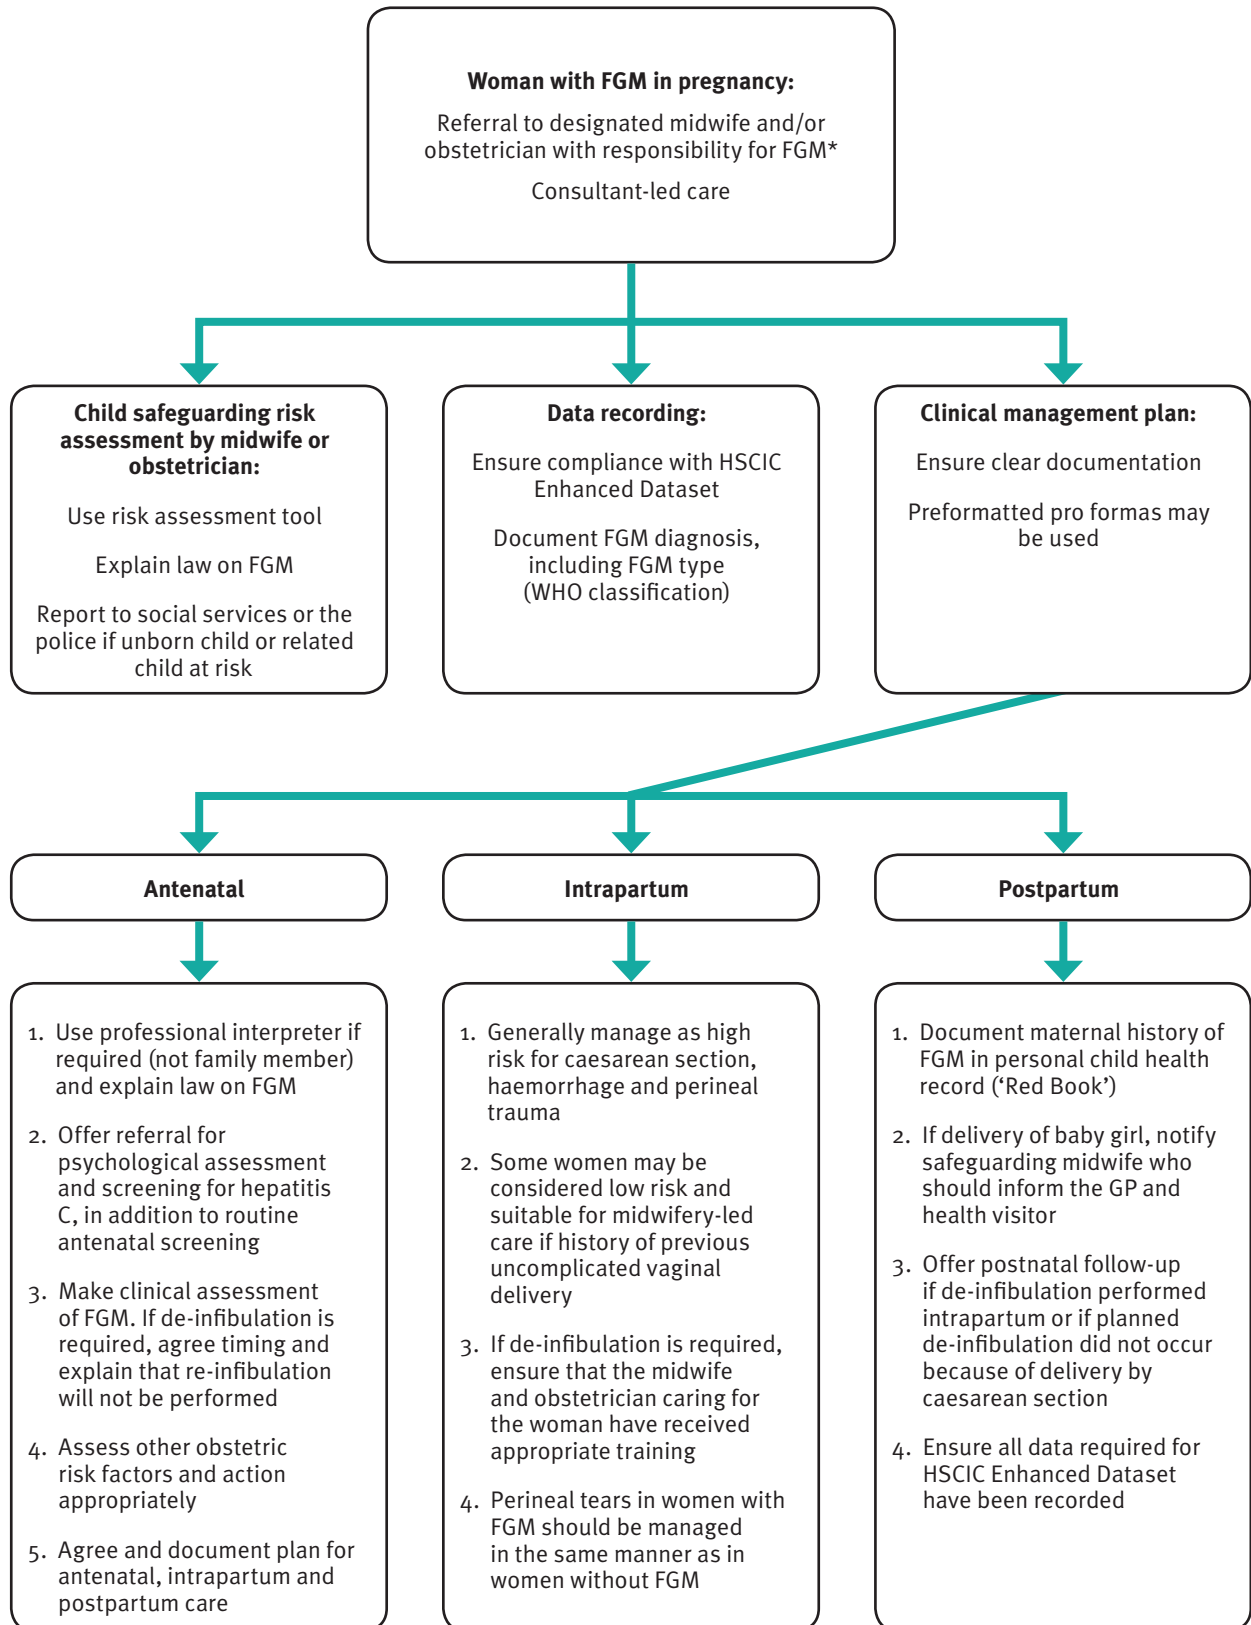 Woman with FGM in pregnancy:
Referral to designated midwife and/or
obstetrician with responsibility for FGM*
Consultant-led care
Child safeguarding risk
assessment by midwife or
obstetrician:
Use risk assessment tool
Explain law on FGM
Report to social services or the
police if unborn child or related
child at risk
Data recording:
Ensure compliance with HSCIC
Enhanced Dataset
Document FGM diagnosis,
including FGM type
(WHO classification)
Clinical management plan:
Ensure clear documentation
Preformatted pro formas may
be used
Antenatal
Intrapartum
Postpartum
1. Use professional interpreter if
required (not family member)
and explain law on FGM
2. Offer referral for
psychological assessment
and screening for hepatitis
C, in addition to routine
antenatal screening
3. Make clinical assessment
of FGM. If de-infibulation is
required, agree timing and
explain that re-infibulation
will not be performed
4. Assess other obstetric
risk factors and action
appropriately
5. Agree and document plan for
antenatal, intrapartum and
postpartum care
1. Generally manage as high
risk for caesarean section,
haemorrhage and perineal
trauma
2. Some women may be
considered low risk and
suitable for midwifery-led
care if history of previous
uncomplicated vaginal
delivery
3. If de-infibulation is required,
ensure that the midwife
and obstetrician caring for
the woman have received
appropriate training
4. Perineal tears in women with
FGM should be managed
in the same manner as in
women without FGM
1. Document maternal history of
FGM in personal child health
record (‘Red Book’)
2. If delivery of baby girl, notify
safeguarding midwife who
should inform the GP and
health visitor
3. Offer postnatal follow-up
if de-infibulation performed
intrapartum or if planned
de-infibulation did not occur
because of delivery by
caesarean section
4. Ensure all data required for
HSCIC Enhanced Dataset
have been recorded